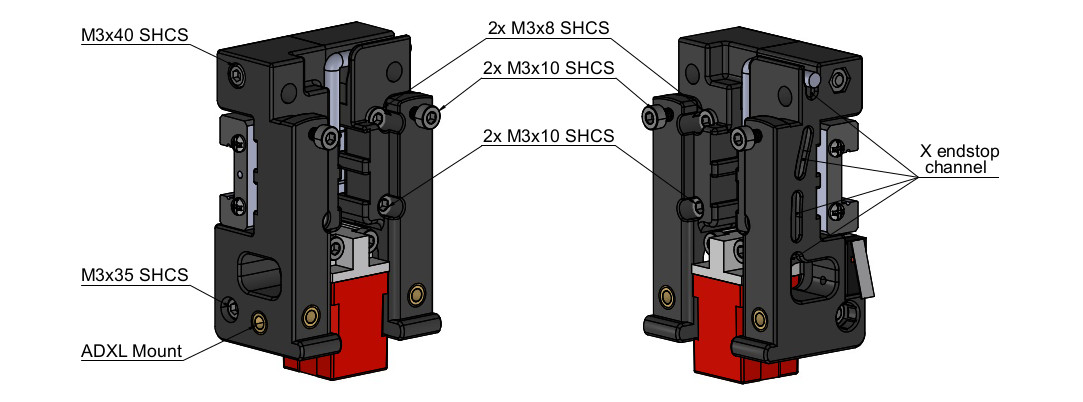 M3x40 SHCS
2x M3x8 SHCS
2x M3x10 SHCS
2x M3x10 SHCS
X endstop
channel
M3x35 SHCS
ADXL Mount